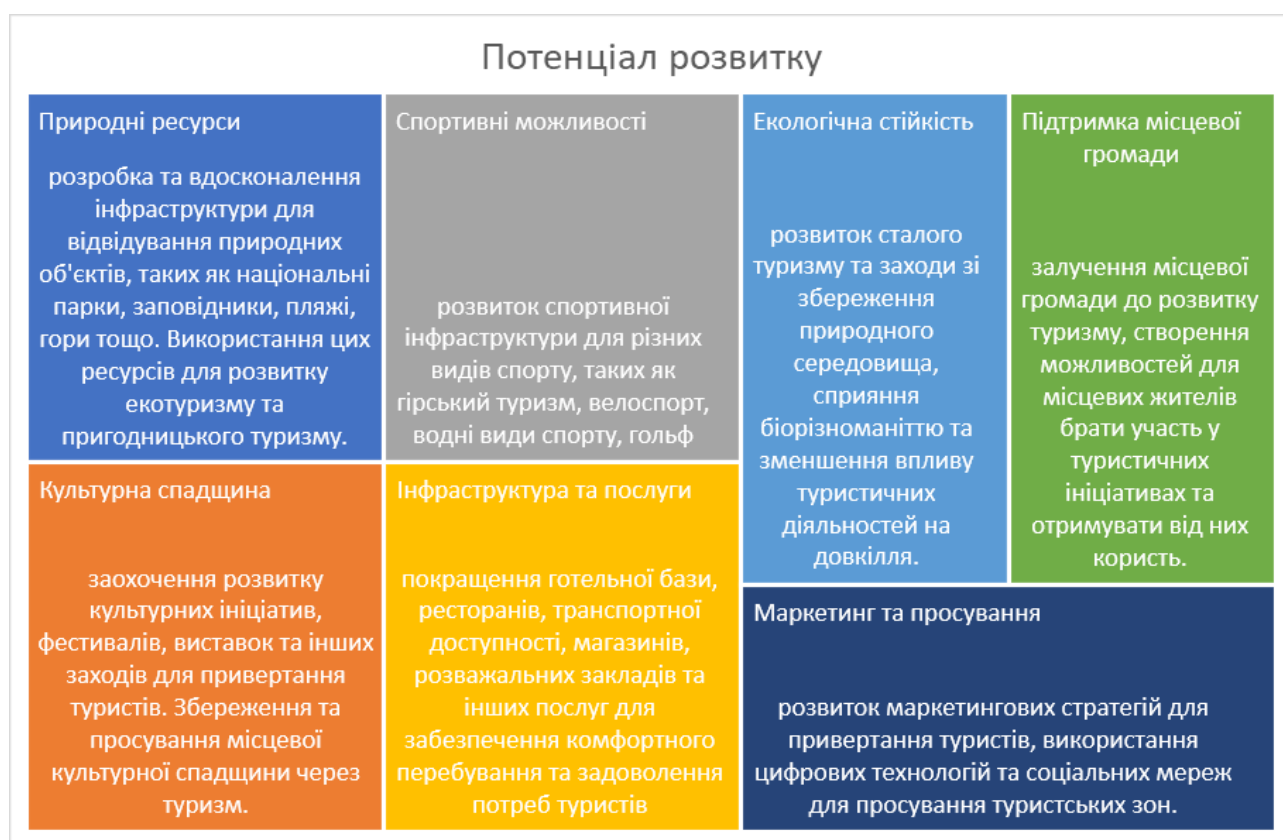 Потенціал розвитку
Природні ресурси
розробка та вдосконалення
інфраструктури для
відвідування природних
об'єктів, таких як національні
парки, заповідники, пляжі,
гори тощо. Використання цих
ресурсів для розвитку
екотуризму та
пригодницького туризму.
Культурна спадщина
заохочення розвитку
культурних ініціатив,
фестивалів, виставок та інших
заходів для привертання
туристів. Збереження та
просування місцевої
культурної спадщини через
туризм.
Спортивні можливості
розвиток спортивної
інфраструктури для різних
видів спорту, таких як
гірський туризм, велоспорт,
водні види спорту, гольф
Інфраструктура та послуги
покращення готельної бази,
ресторанів, транспортної
доступності, магазинів,
розважальних закладів та
інших послуг для
забезпечення комфортного
перебування та задоволення
потреб туристів
Екологічна стійкість
розвиток сталого
туризму та заходи зі
збереження
природного
середовища,
сприяння
біорізноманіттю та
зменшення впливу
туристичних
діяльностей на
довкілля.
Підтримка місцевої
громади
залучення місцевої
громади до розвитку
туризму, створення
можливостей для
місцевих жителів
брати участь у
туристичних
ініціативах та
отримувати від них
користь.
Маркетинг та просування
розвиток маркетингових стратегій для
привертання туристів, використання
цифрових технологій та соціальних мереж
для просування туристських зон.